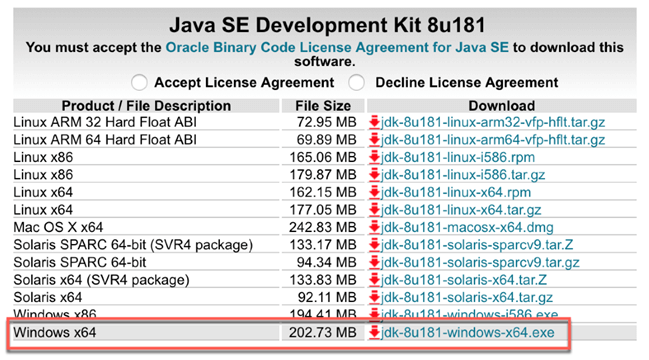 Java SE Development Kit 8u181
You must accept the Oracle Binary Code License Agreement for Java SE to download this
software.
Accept License Agreement Decline License Agreement
Product / File Description File Size Download
Linux ARM 32 Hard Float ABI 72.95 MB jdk-8u181-linux-arm32-vfp-hflt.tar.gz
Linux ARM 64 Hard Float ABI 69.89 MB jdk-8u181-linux-arm64-vfp-hflt.tar.gz
Linux x86 165.06 MB jdk-8u181-linux-i586.rpm
Linux x86 179.87 MB jdk-8u181-linux-i586.tar.gz
Linux x64 162.15 MB jdk-8u181-linux-x64.rpm
Linux x64 177.05 MB jdk-8u181-linux-x64.tar.gz
Mac OS X x64 242.83 MB jdk-8u181-macosx-x64.dmg
Solaris SPARC 64-bit (SVR4 package) 133.17 MB jdk-8u181-solaris-sparcv9.tar.Z
Solaris SPARC 64-bit 94.34 MB jdk-8u181-solaris-sparcv9.tar.gz
Solaris x64 (SVR4 package) 133.83 MB jdk-8u181-solaris-x64.tar.Z
Solaris x64 92.11 MB jdk-8u181-solaris-x64.tar.gz
Windows x86 194.41 MB jdk-8u181-windows-i586.exe
Windows x64 202.73 MB jdk-8u181-windows-x64.exe